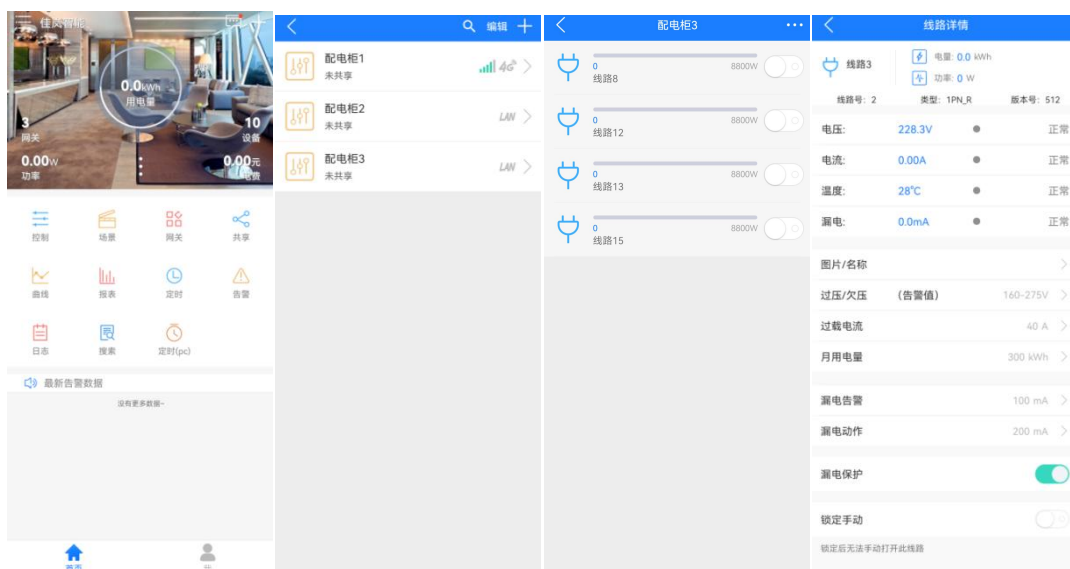 佳岚智能
0.0kWh
用电量
3
网关
10
设备
0.00w
功率
0.00元
电费
控制
场景
网关
共享
曲线
报表
定时
告警
日志
搜索
定时(pc)
最新告警数据
没有更多数据~
首页
编辑
配电柜1
未共享
4G
配电柜2
未共享
LAN
配电柜3
未共享
LAN
配电柜3
0
8800W
线路8
0
8800W
线路12
0
8800W
线路13
0
8800W
线路15
线路详情
线路3
电量: 0.0 kWh
功率: 0 W
线路号: 2 类型: 1PN_R 版本号: 512
电压: 228.3V 正常
电流: 0.00A 正常
温度: 28℃ 正常
漏电: 0.0mA 正常
图片/名称
过压/欠压 (告警值) 160-275V
过载电流 40 A
月用电量 300 kWh
漏电告警 100 mA
漏电动作 200 mA
漏电保护
锁定手动
锁定后无法手动打开此线路